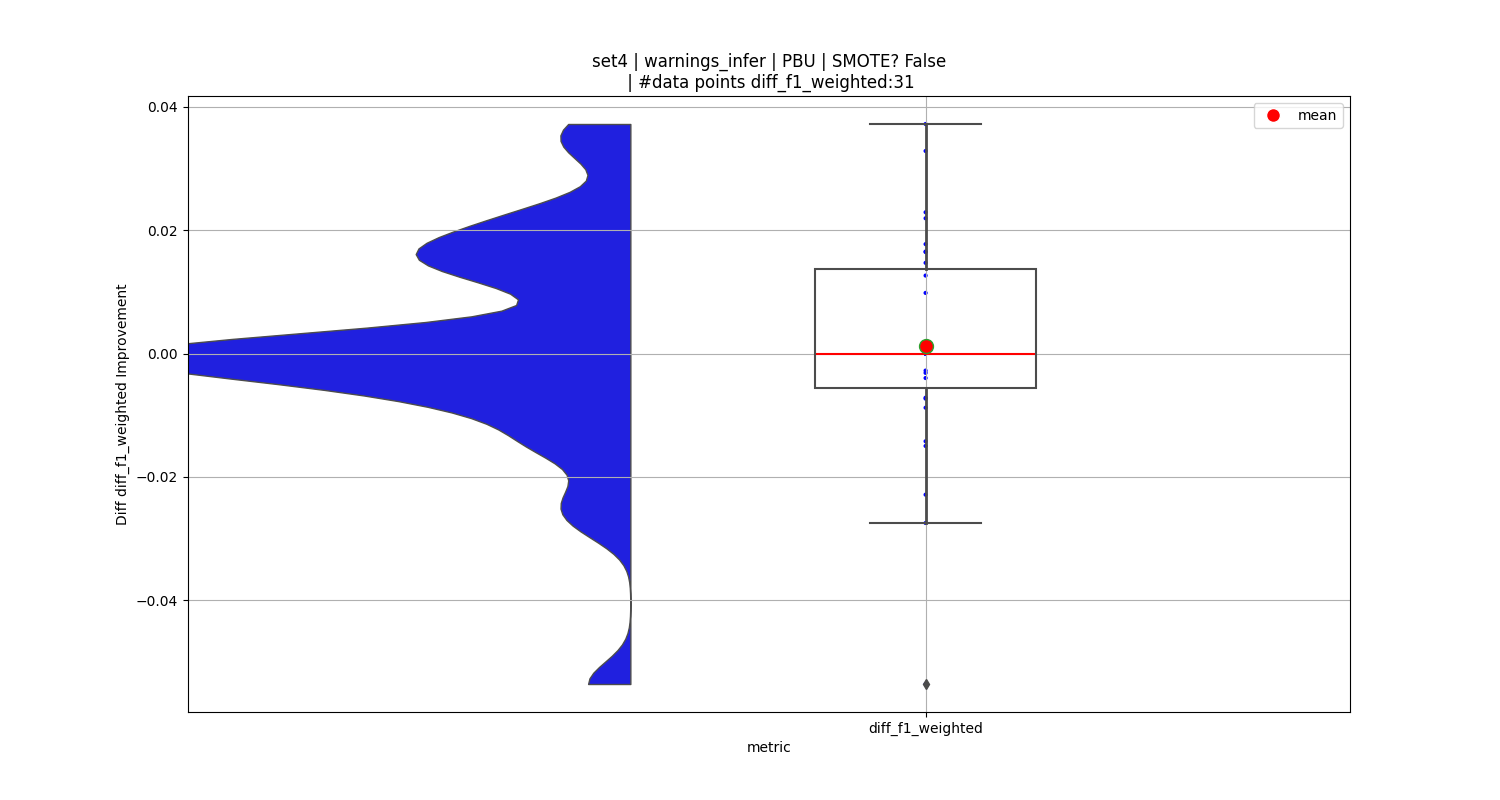 set4 | warnings_infer | PBU | SMOTE? False
| #data points diff_f1_weighted:31
mean
0.04
0.02
0.00
−0.02
−0.04
Diff diff_f1_weighted Improvement
diff_f1_weighted
metric